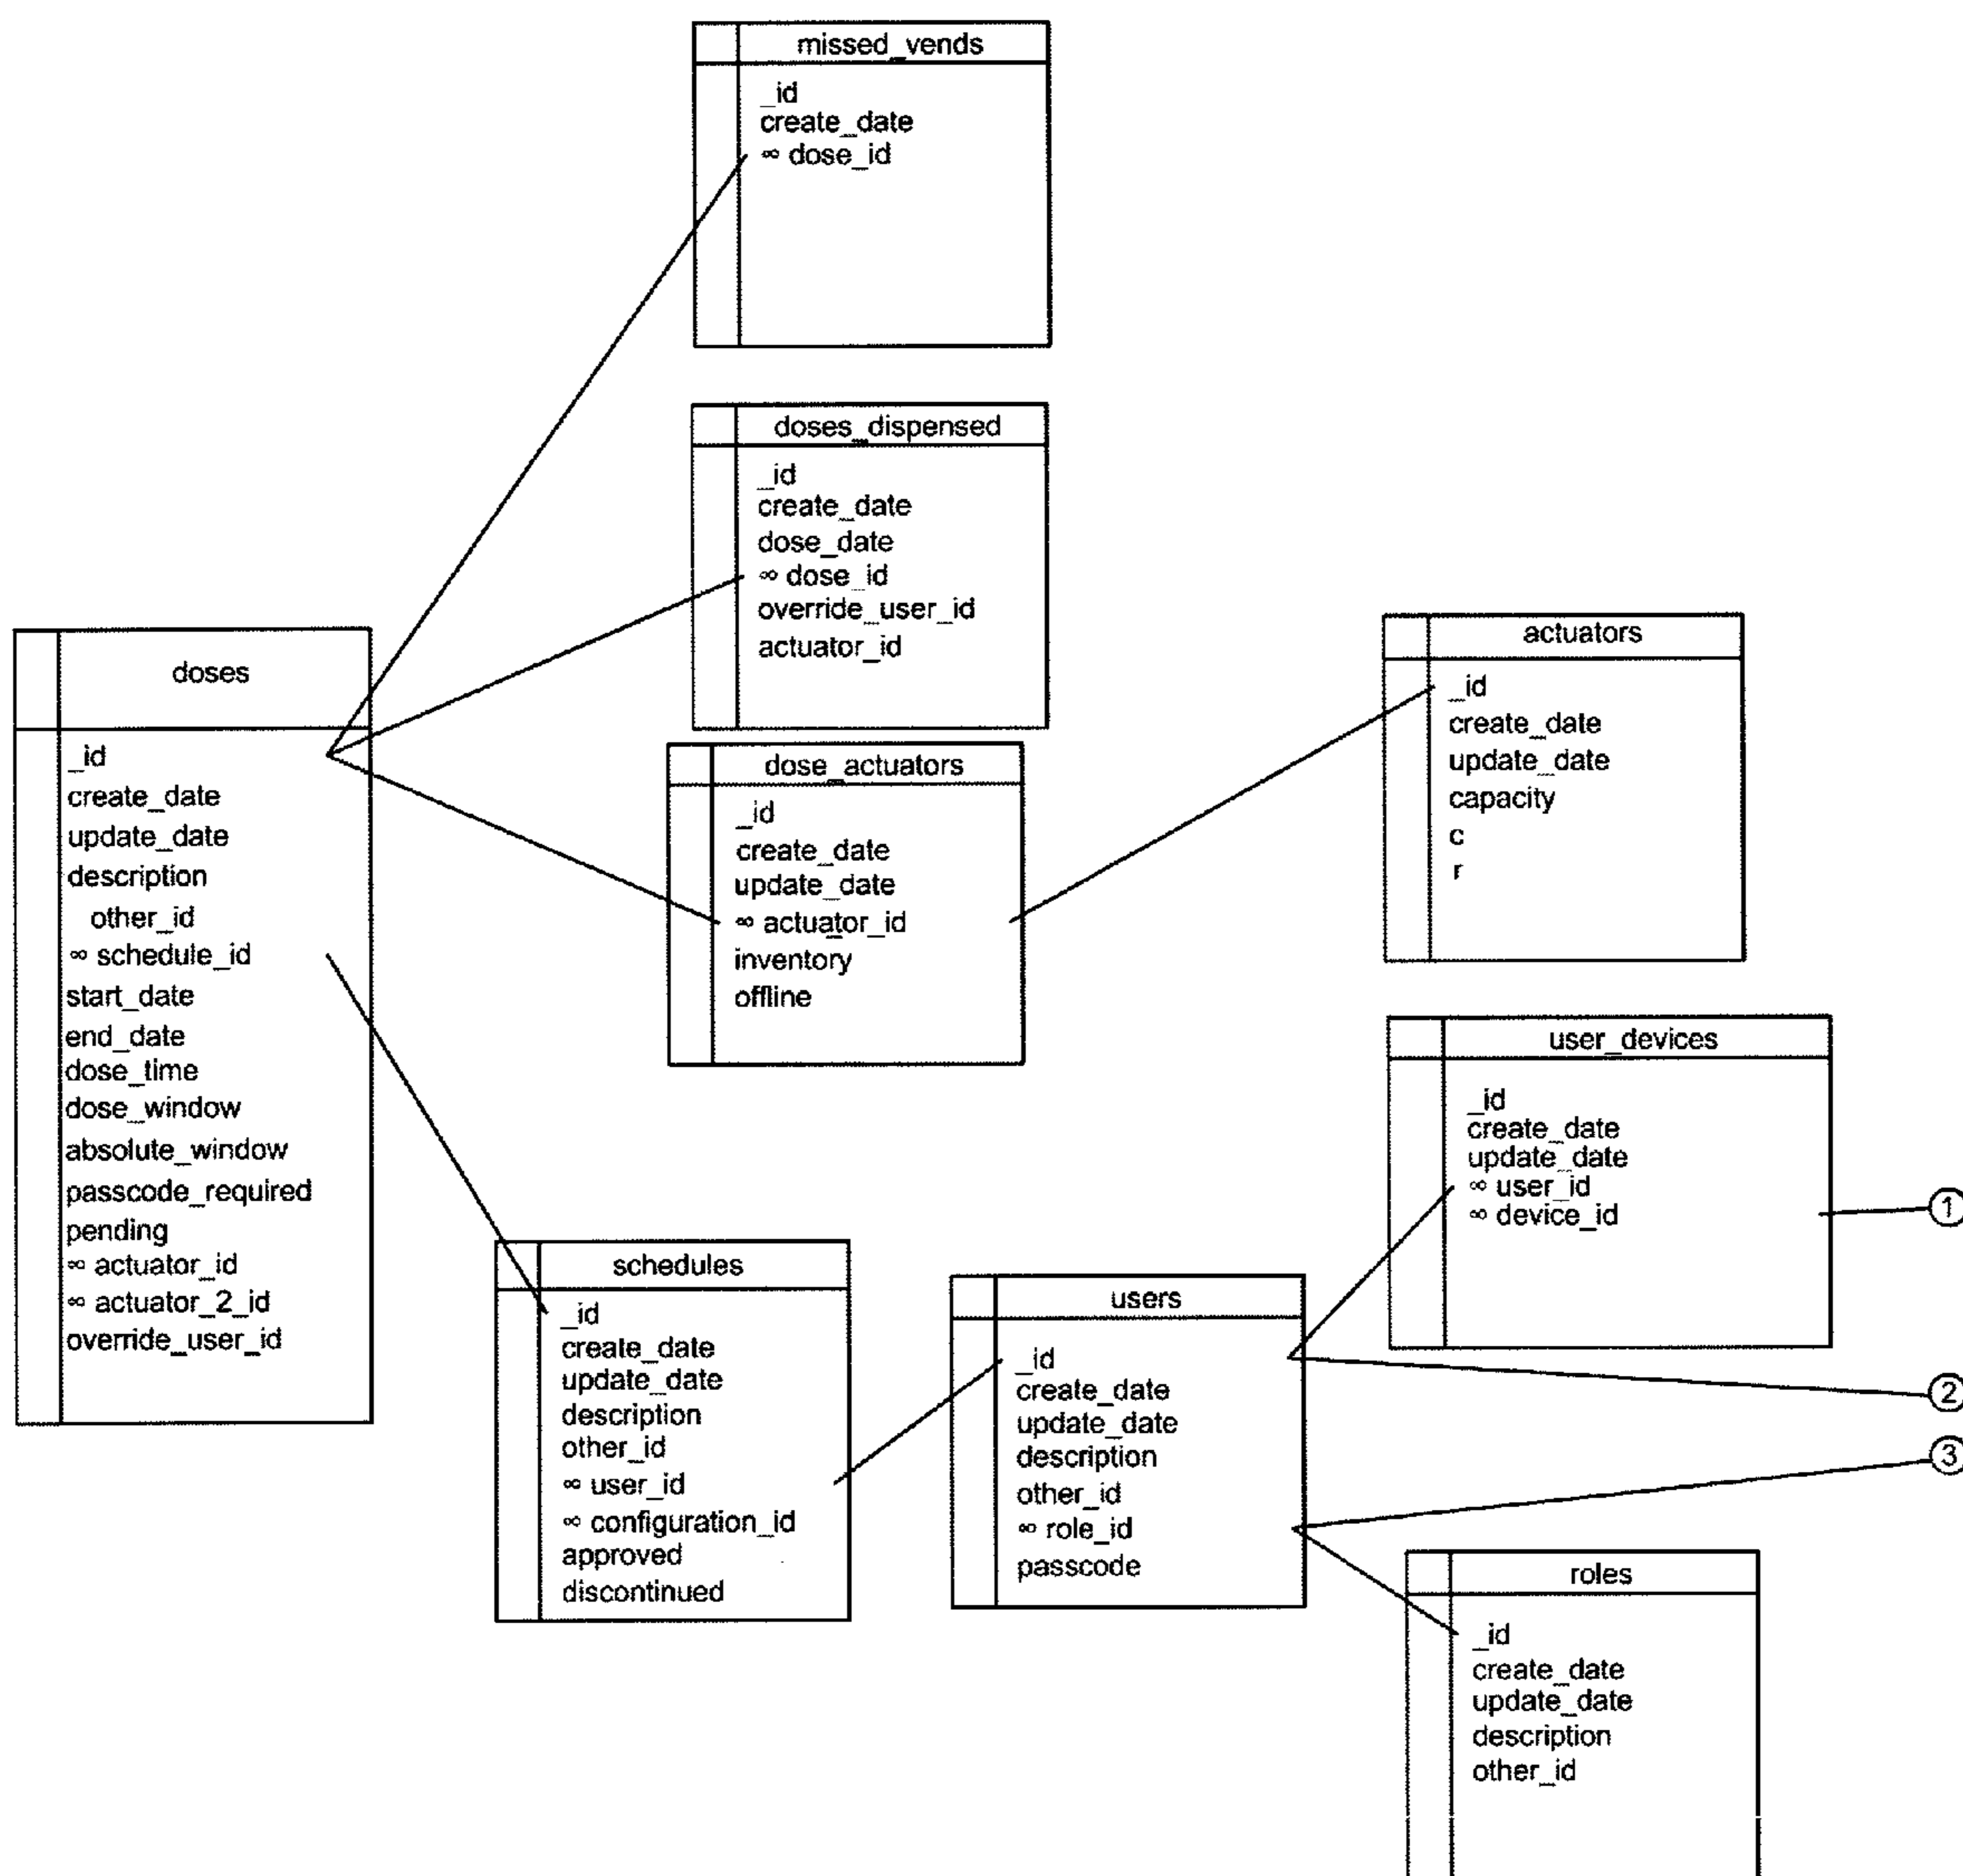 missed_vends
_id
create_date
∞ dose_id
doses_dispensed
_id
create_date
dose_date
∞ dose_id
override_user_id
actuator_id
doses
_id
create_date
update_date
description
other_id
∞ schedule_id
start_date
end_date
dose_time
dose_window
absolute_window
passcode_required
pending
∞ actuator_id
∞ actuator_2_id
override_user_id
dose_actuators
_id
create_date
update_date
∞ actuator_id
inventory
offline
actuators
_id
create_date
update_date
capacity
c
r
user_devices
_id
create_date
update_date
∞ user_id
∞ device_id
1
2
3
schedules
_id
create_date
update_date
description
other_id
∞ user_id
∞ configuration_id
approved
discontinued
users
_id
create_date
update_date
description
other_id
∞ role_id
passcode
roles
_id
create_date
update_date
description
other_id